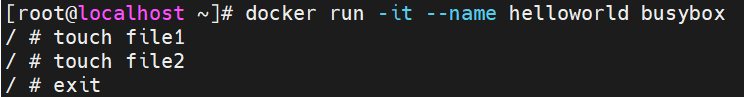 [root@localhost ~]# docker run -it --name helloworld busybox
/ # touch file1
/ # touch file2
/ # exit